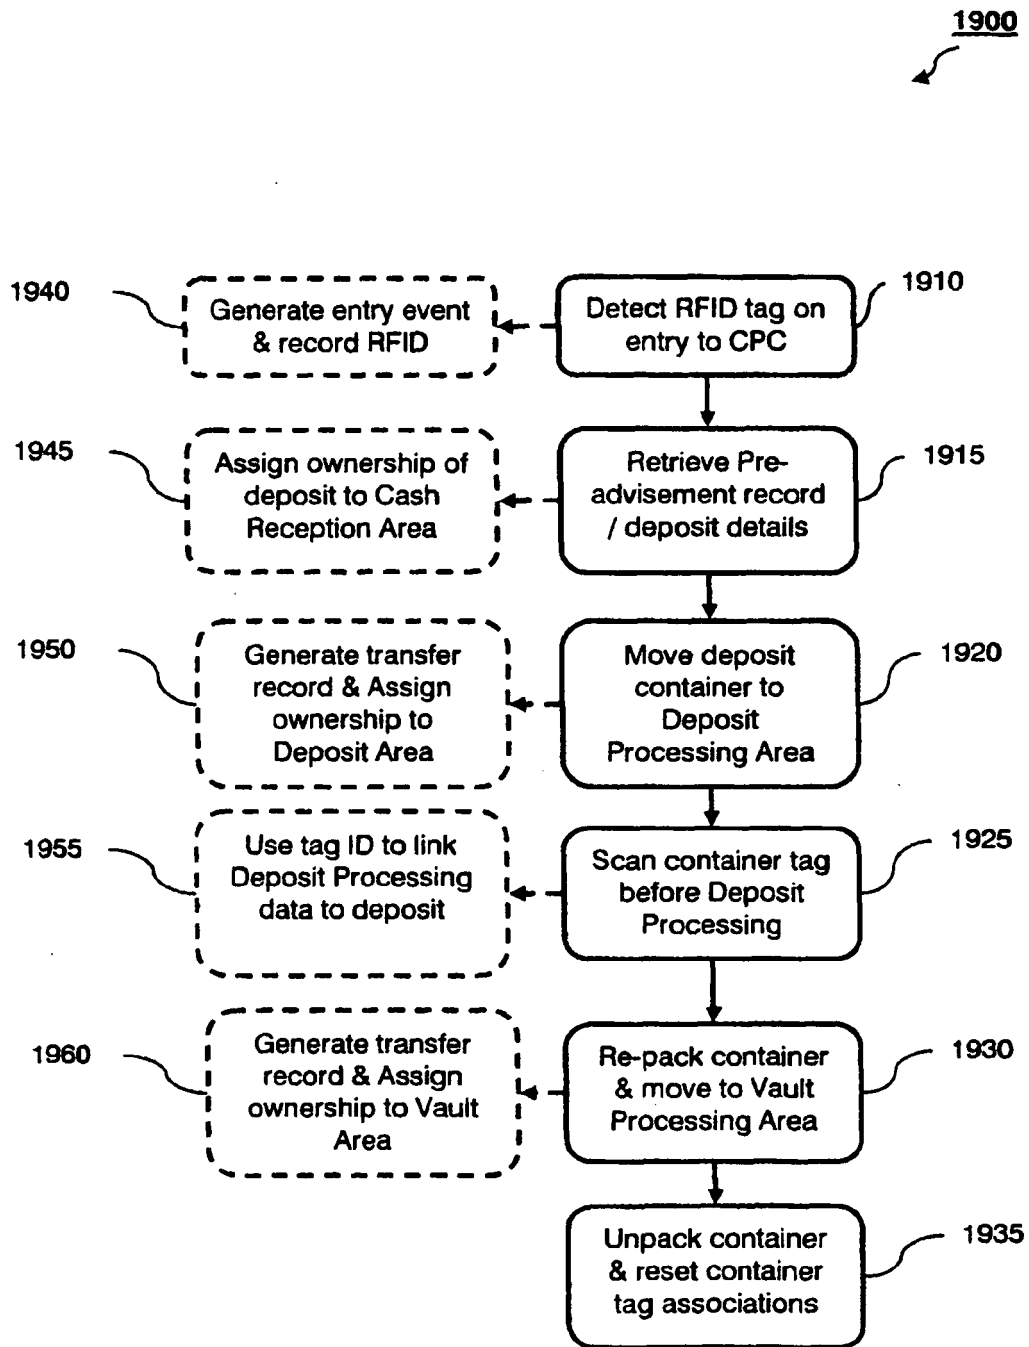 1900
1940
Generate entry event
& record RFID
Detect RFID tag on
entry to CPC
1910
1945
Assign ownership of
deposit to Cash
Reception Area
Retrieve Pre-
advisement record
/ deposit details
1915
1950
Generate transfer
record & Assign
ownership to
Deposit Area
Move deposit
container to
Deposit
Processing Area
1920
1955
Use tag ID to link
Deposit Processing
data to deposit
Scan container tag
before Deposit
Processing
1925
1960
Generate transfer
record & Assign
ownership to Vault
Area
Re-pack container
& move to Vault
Processing Area
1930
Unpack container
& reset container
tag associations
1935